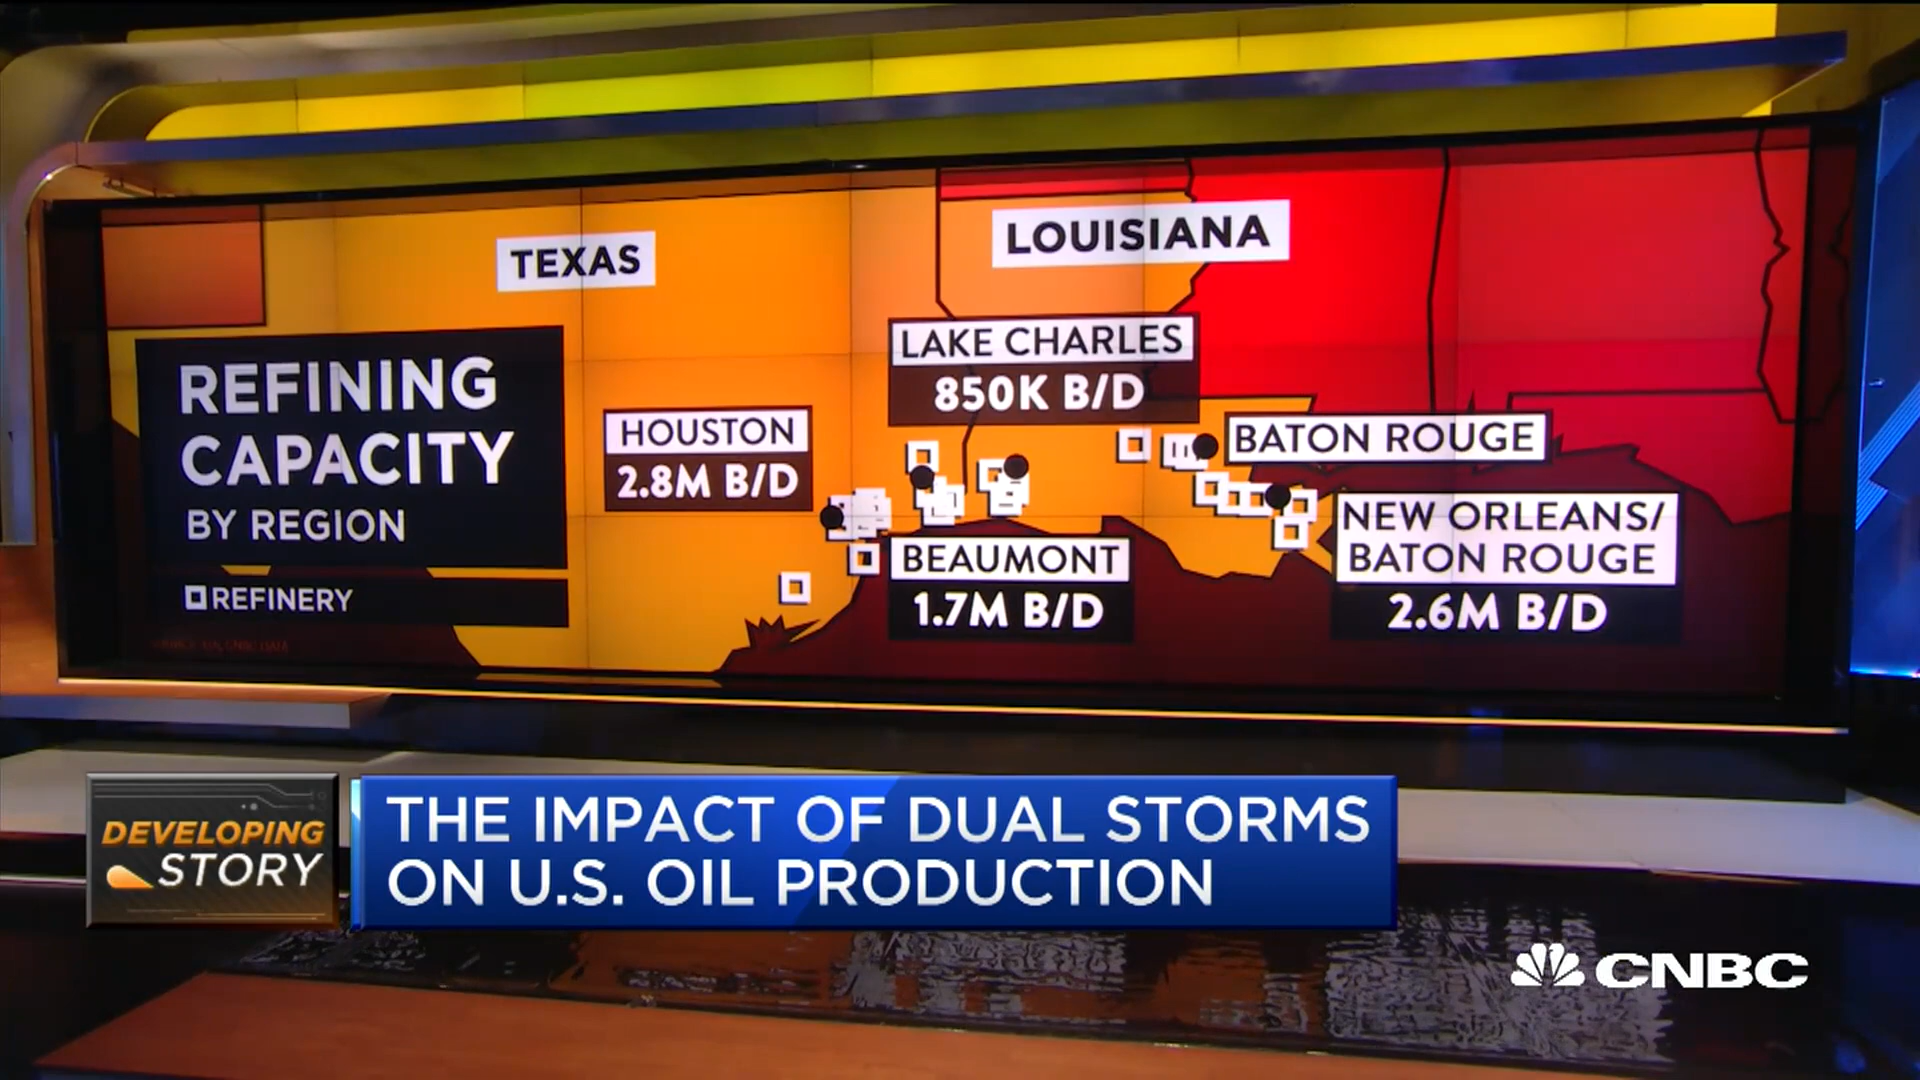 TEXAS
LOUISIANA
REFINING
CAPACITY
BY REGION
REFINERY
LAKE CHARLES
850K B/D
HOUSTON
2.8M B/D
BATON ROUGE
BEAUMONT
1.7M B/D
NEW ORLEANS/
BATON ROUGE
2.6M B/D
DEVELOPING
STORY
THE IMPACT OF DUAL STORMS
ON U.S. OIL PRODUCTION
CNBC